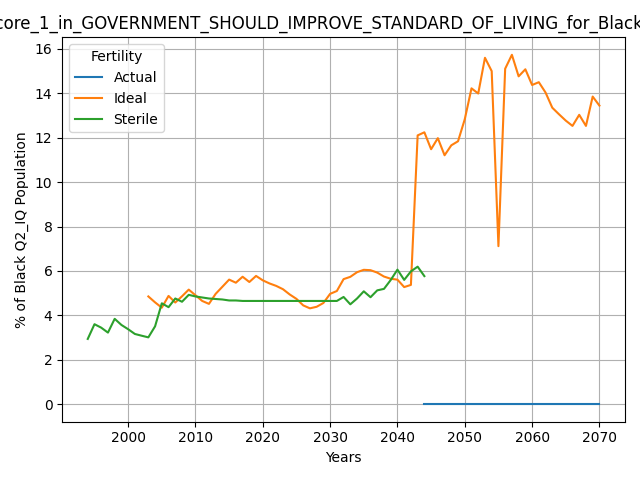 core_1_in_GOVERNMENT_SHOULD_IMPROVE_STANDARD_OF_LIVING_for_Black
Fertility
Actual
Ideal
Sterile
% of Black Q2_IQ Population
16
14
12
10
8
6
4
2
0
2000 2010 2020 2030 2040 2050 2060 2070
Years